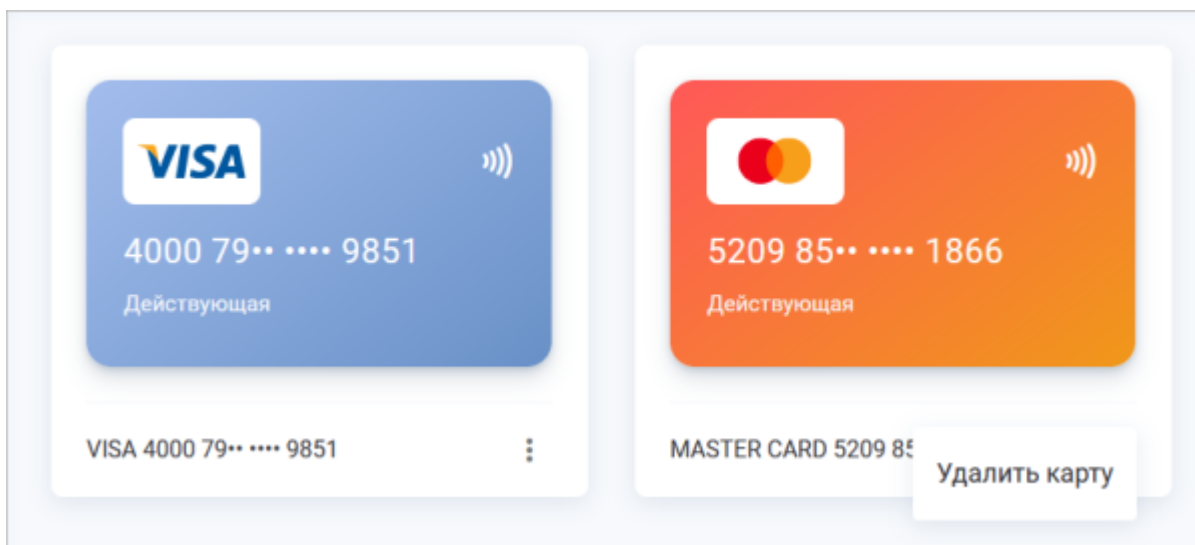 VISA
4000 79•• •••• 9851
Действующая
VISA 4000 79•• •••• 9851
5209 85•• •••• 1866
Действующая
MASTER CARD 5209 85
Удалить карту